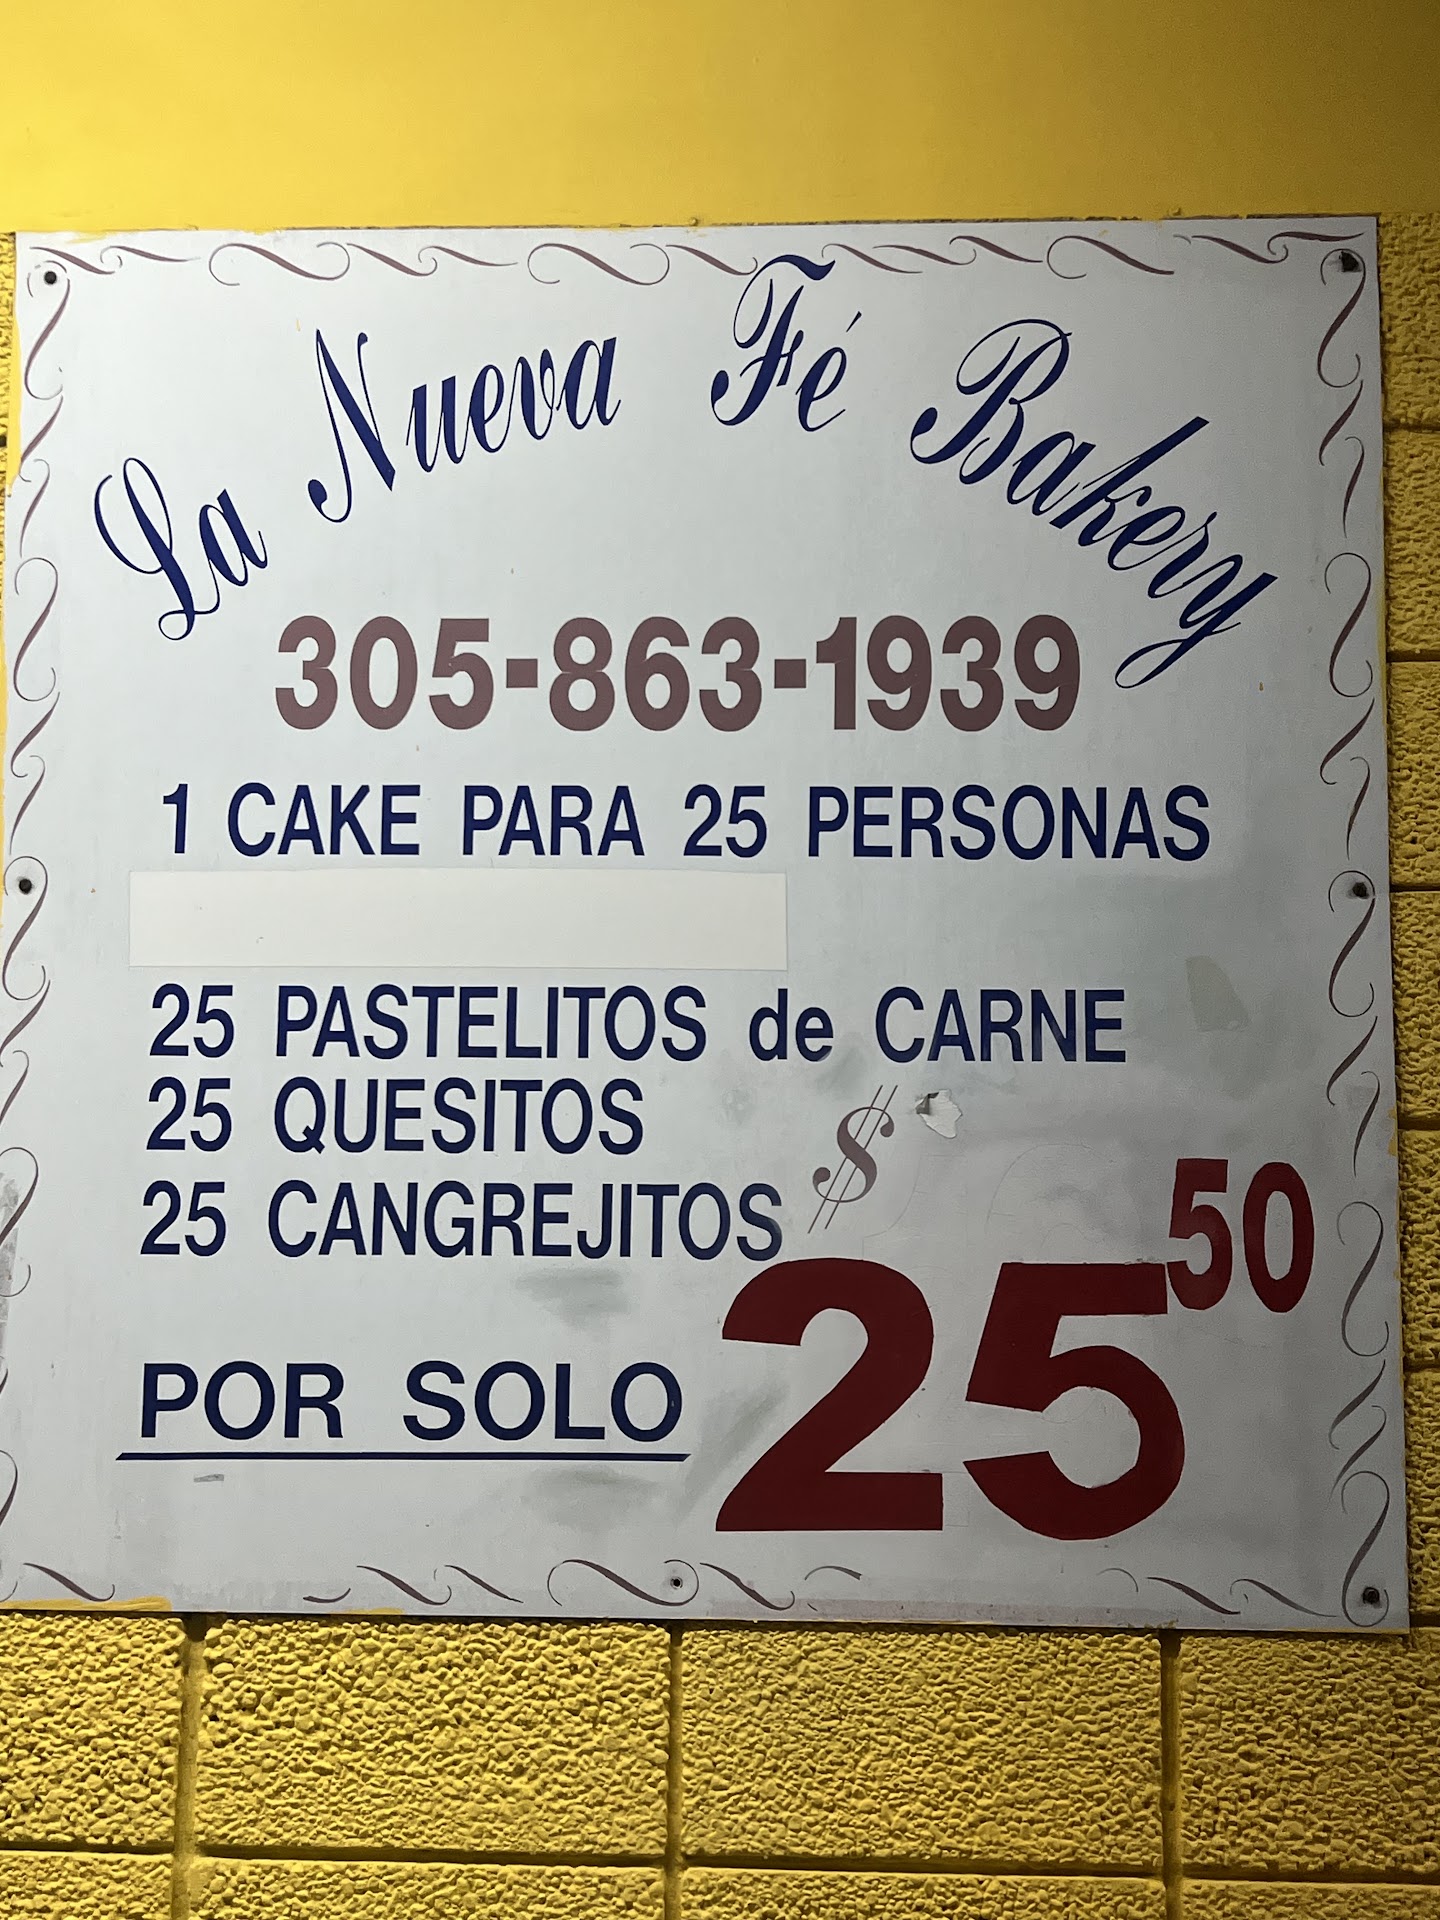 La Nueva Fé Bakery
305-863-1939
1 CAKE PARA 25 PERSONAS
25 PASTELITOS de CARNE
25 QUESITOS
25 CANGREJITOS
POR SOLO $25 50